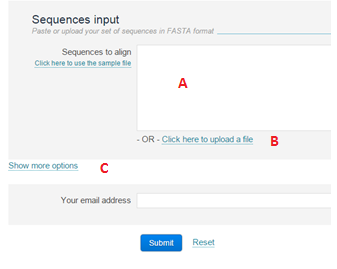 Sequences input
Paste or upload your set of sequences in FASTA format
Sequences to align
Click here to use the sample file
A
- OR - Click here to upload a file
B
Show more options
C
Your email address
Submit
Reset